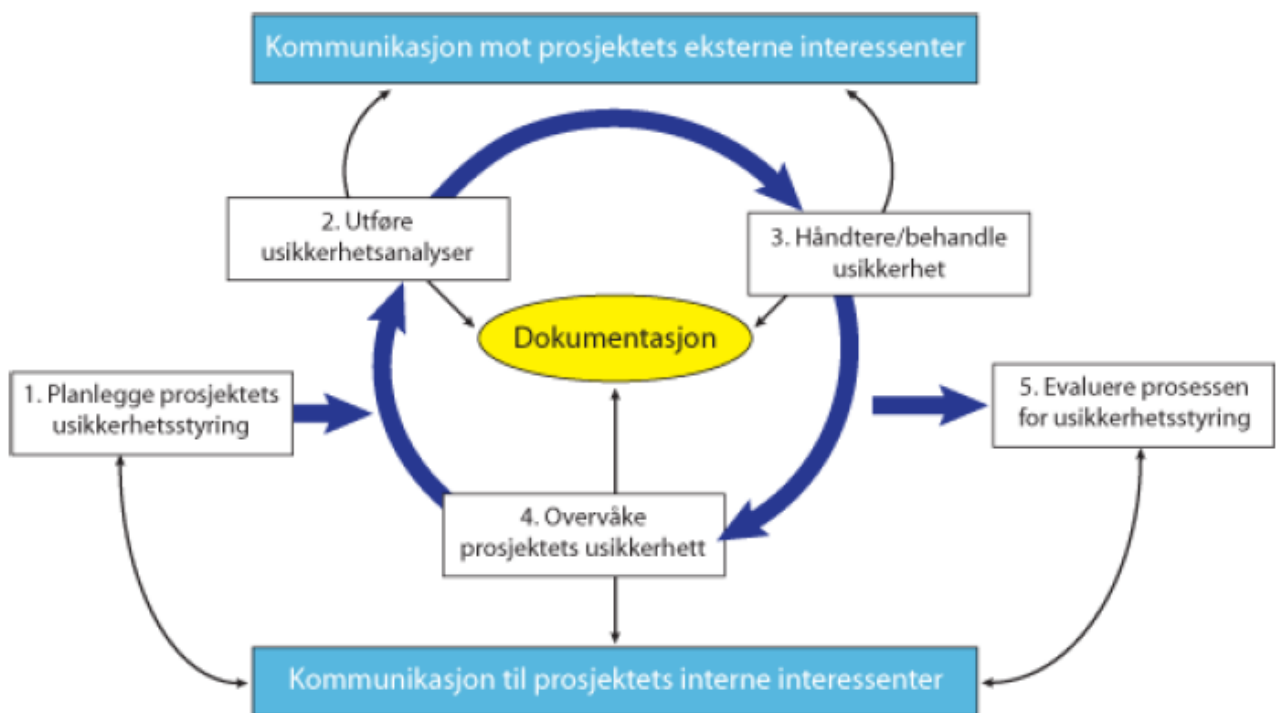 Kommunikasjon mot prosjektets eksterne interessenter
2. Utføre
usikkerhetsanalyser
3. Håndtere/behandle
usikkerhet
Dokumentasjon
1. Planlegge prosjektets
usikkerhetsstyring
5. Evaluere prosessen
for usikkerhetsstyring
4. Overvåke
prosjektets usikkerhett
Kommunikasjon til prosjektets interne interessenter